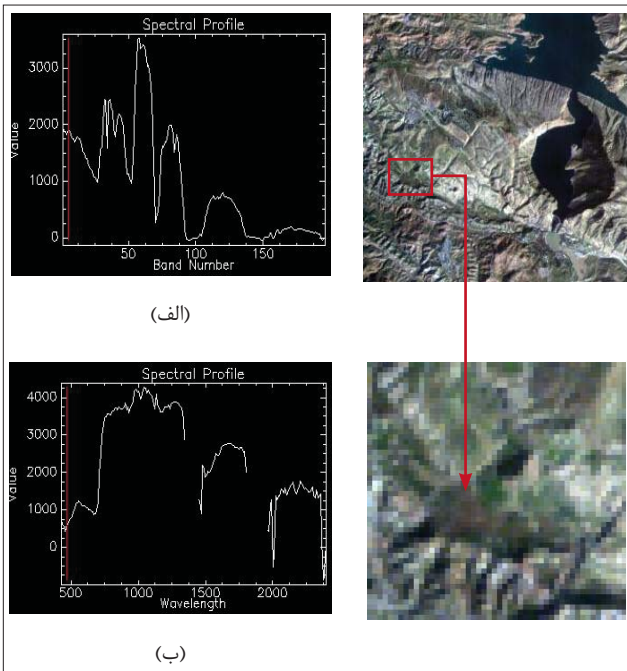 Spectral Profile
Value
3000
2000
1000
0
50
100
150
Band Number
(الف)
Spectral Profile
Value
4000
3000
2000
1000
0
500
1000
1500
2000
Wavelength
(ب)